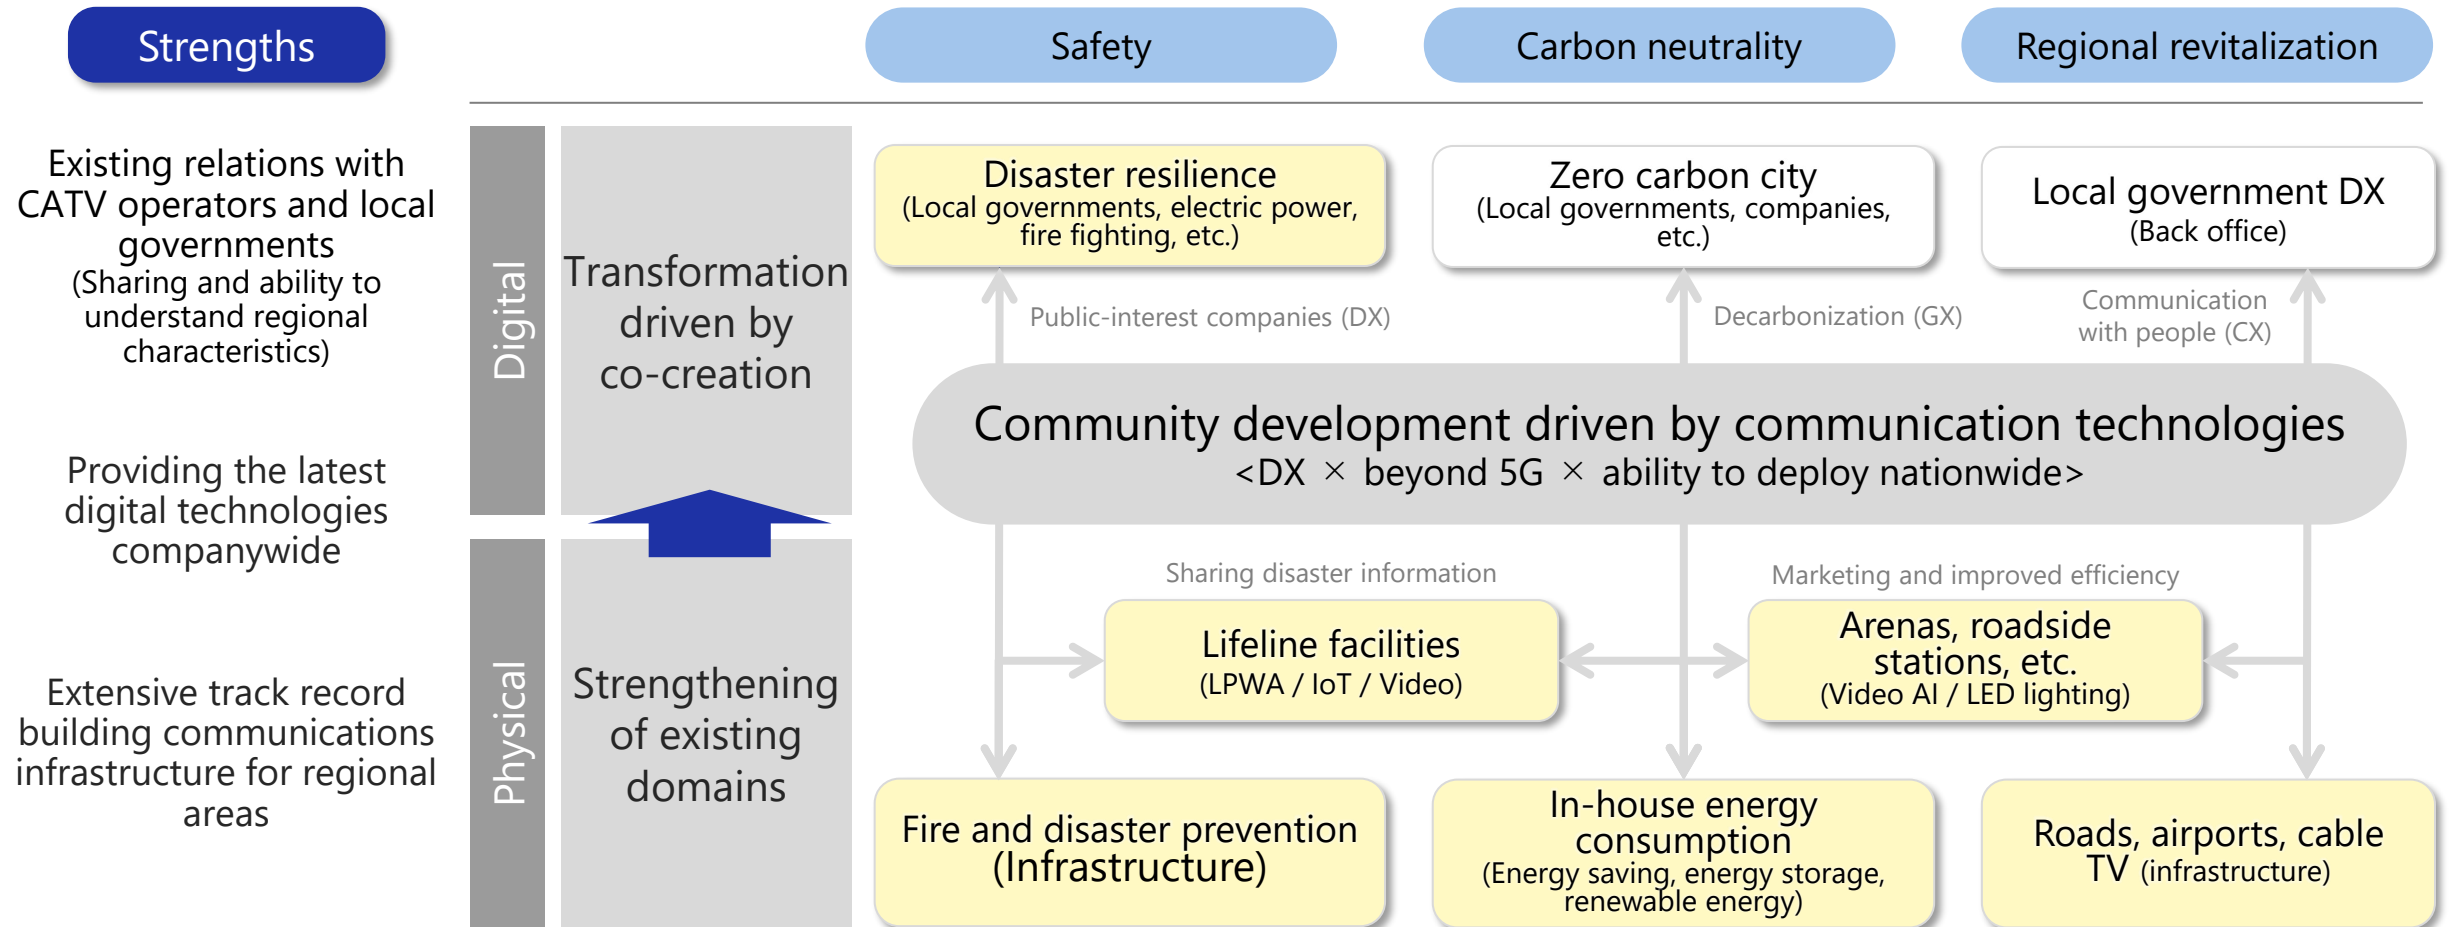 Strengths
Safety
Carbon neutrality
Regional revitalization
Existing relations with
CATV operators and local
governments
(Sharing and ability to
understand regional
characteristics)
Providing the latest
digital technologies
companywide
Extensive track record
building communications
infrastructure for regional
areas
Digital
Transformation
driven by
co-creation
Physical
Strengthening
of existing
domains
Disaster resilience
(Local governments, electric power,
fire fighting, etc.)
Zero carbon city
(Local governments, companies,
etc.)
Local government DX
(Back office)
Public-interest companies (DX)
Decarbonization (GX)
Communication
with people (CX)
Community development driven by communication technologies
<DX × beyond 5G × ability to deploy nationwide>
Sharing disaster information
Marketing and improved efficiency
Lifeline facilities
(LPWA / IoT / Video)
Arenas, roadside
stations, etc.
(Video AI / LED lighting)
Fire and disaster prevention
(Infrastructure)
In-house energy
consumption
(Energy saving, energy storage,
renewable energy)
Roads, airports, cable
TV (infrastructure)